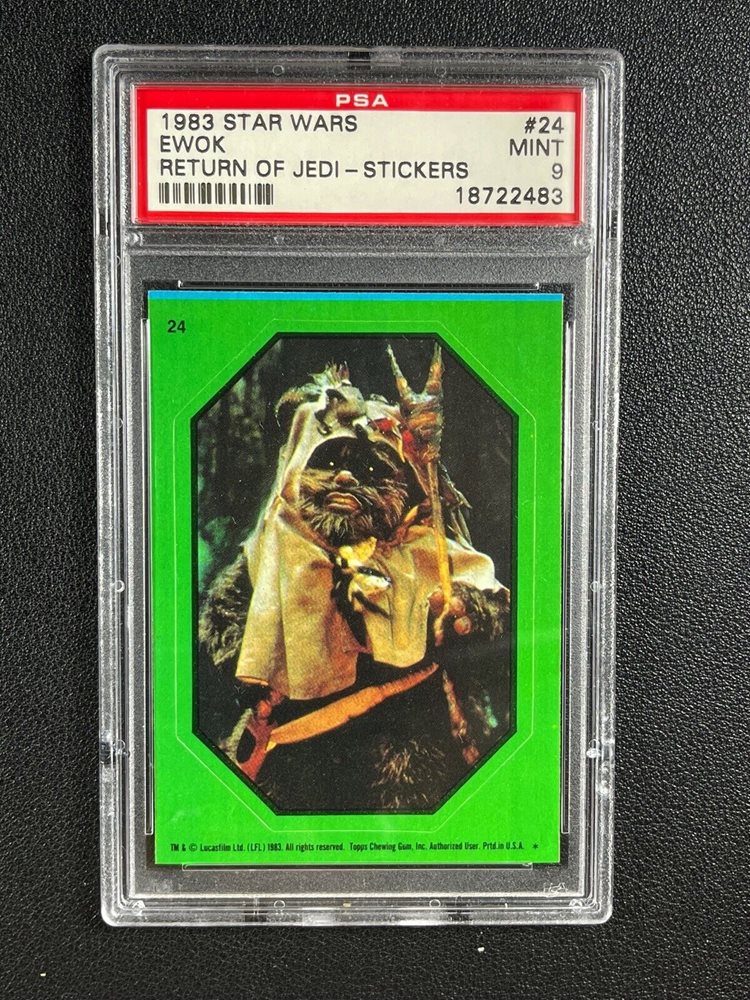 PSA
1983 STAR WARS #24
EWOK MINT
RETURN OF JEDI - STICKERS 9
18722483
24
TM & © Lucasfilm Ltd. (LFL) 1983. All rights reserved. Topps Chewing Gum, Inc. Authorized User. Prtd. in U.S.A. *